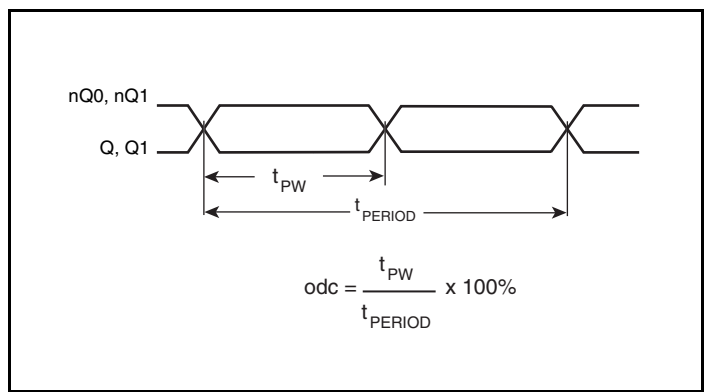 nQ0, nQ1
Q, Q1
tPW
tPERIOD
odc = tPW / tPERIOD x 100%